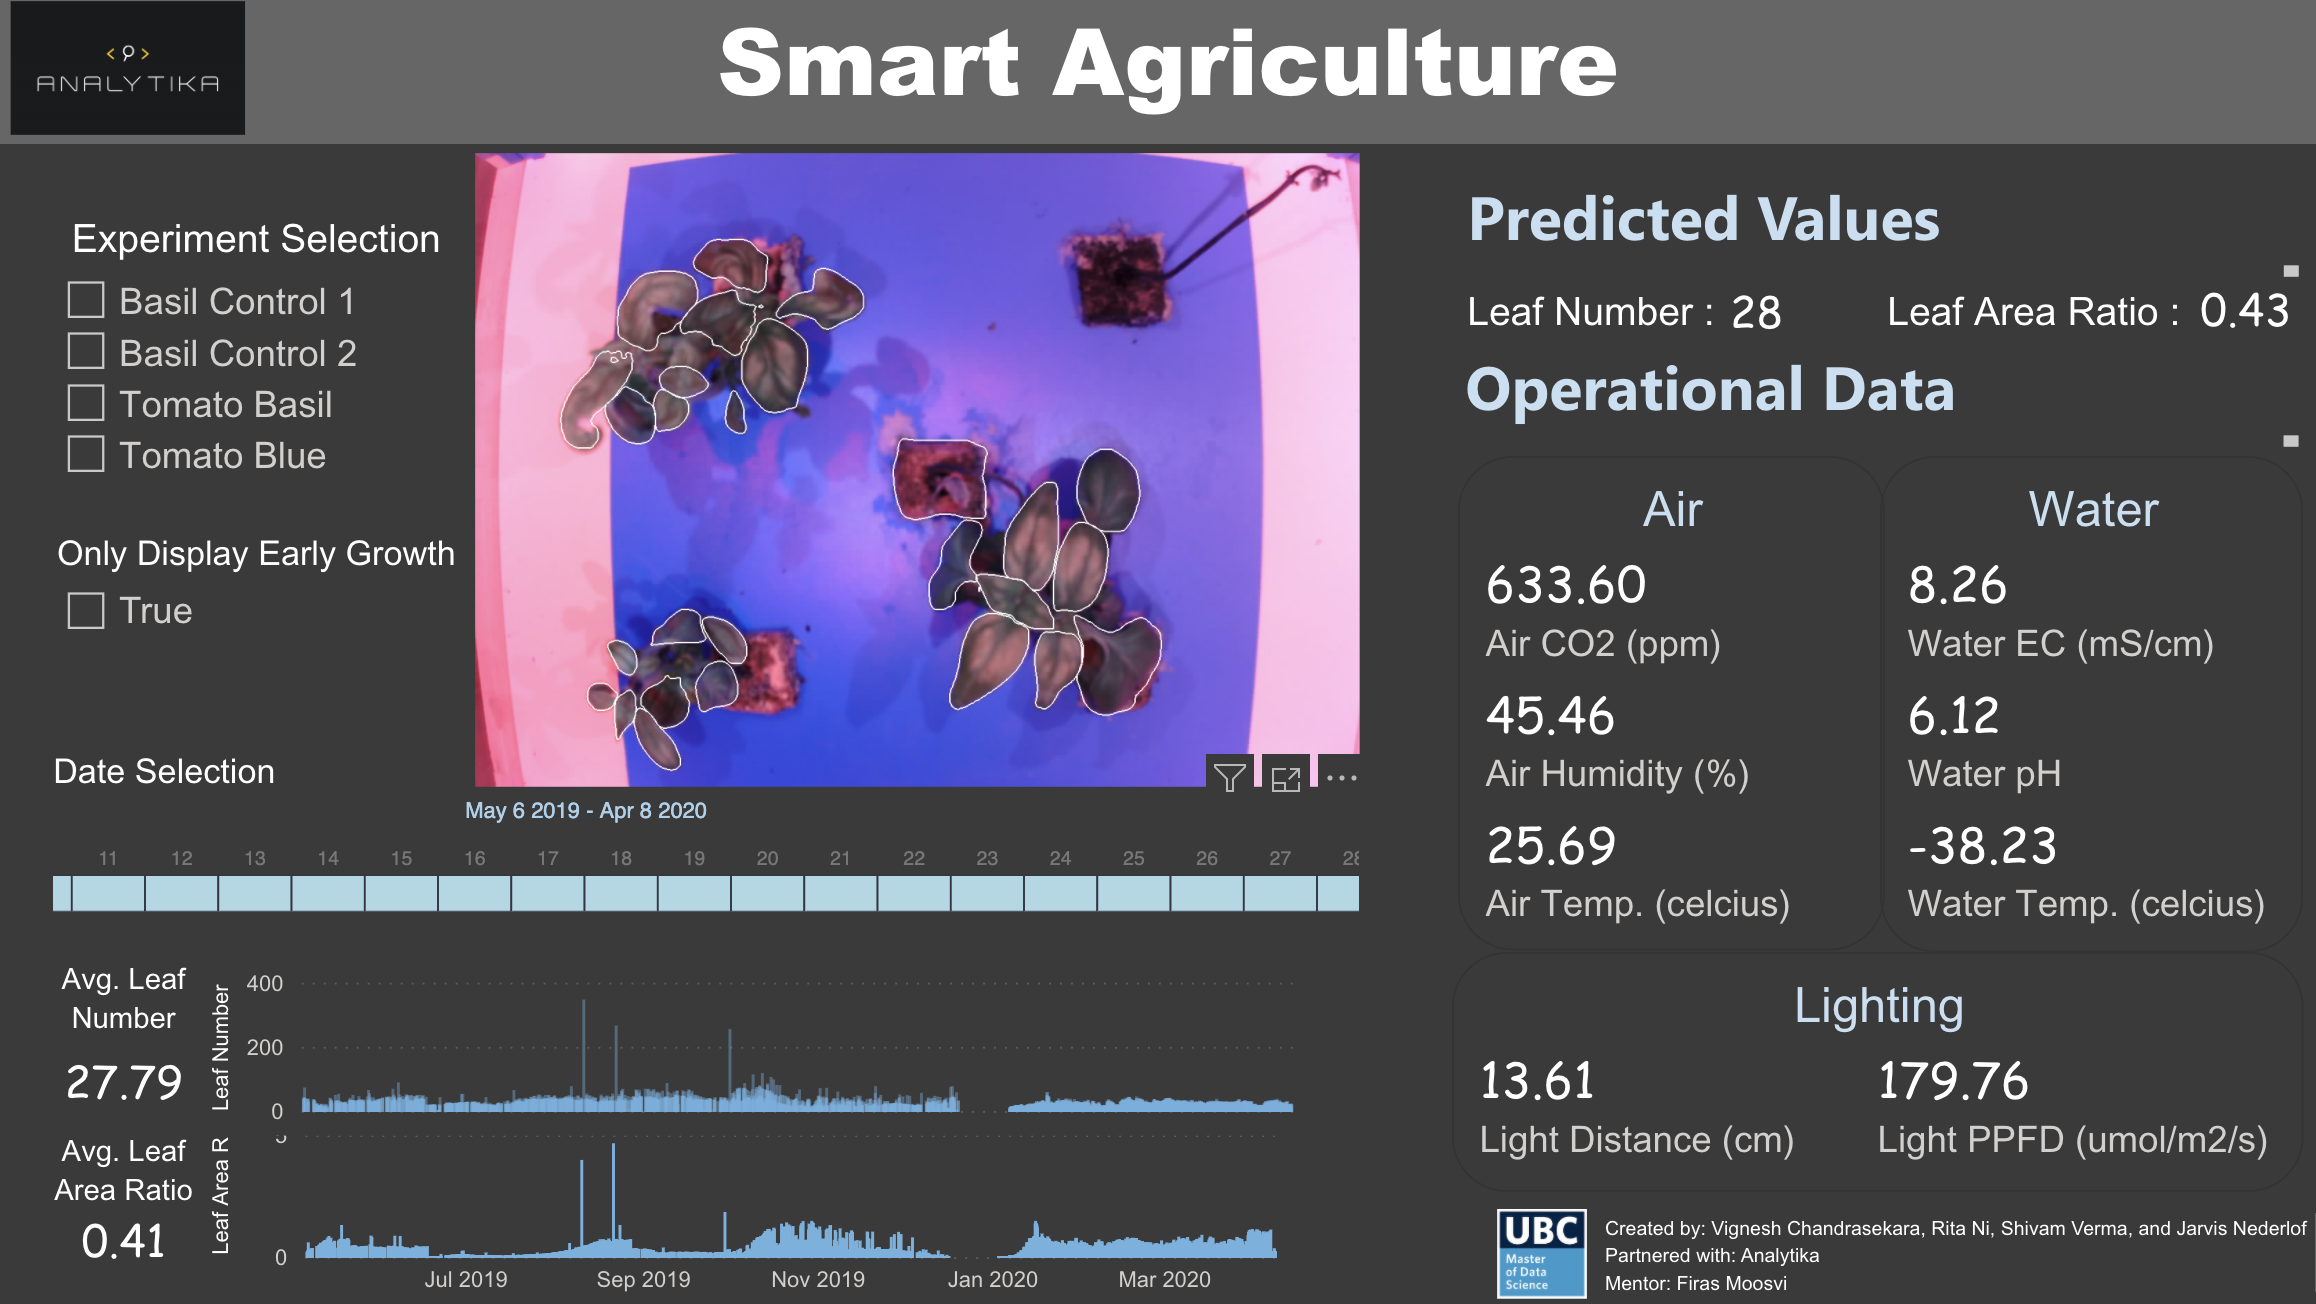 <o> ANALYTIKA
Smart Agriculture
Experiment Selection
Basil Control 1
Basil Control 2
Tomato Basil
Tomato Blue
Only Display Early Growth
True
Date Selection
May 6 2019 - Apr 8 2020
11 12 13 14 15 16 17 18 19 20 21 22 23 24 25 26 27 28
Avg. Leaf
Number
27.79
Leaf Number
400
200
0
Avg. Leaf
Area Ratio
0.41
Leaf Area R
5
0
Jul 2019 Sep 2019 Nov 2019 Jan 2020 Mar 2020
Predicted Values
Leaf Number : 28 Leaf Area Ratio : 0.43
Operational Data
Air
633.60
Air CO2 (ppm)
45.46
Air Humidity (%)
25.69
Air Temp. (celcius)
Water
8.26
Water EC (mS/cm)
6.12
Water pH
-38.23
Water Temp. (celcius)
Lighting
13.61
Light Distance (cm)
179.76
Light PPFD (umol/m2/s)
UBC
Master
of Data
Science
Created by: Vignesh Chandrasekara, Rita Ni, Shivam Verma, and Jarvis Nederlof
Partnered with: Analytika
Mentor: Firas Moosvi